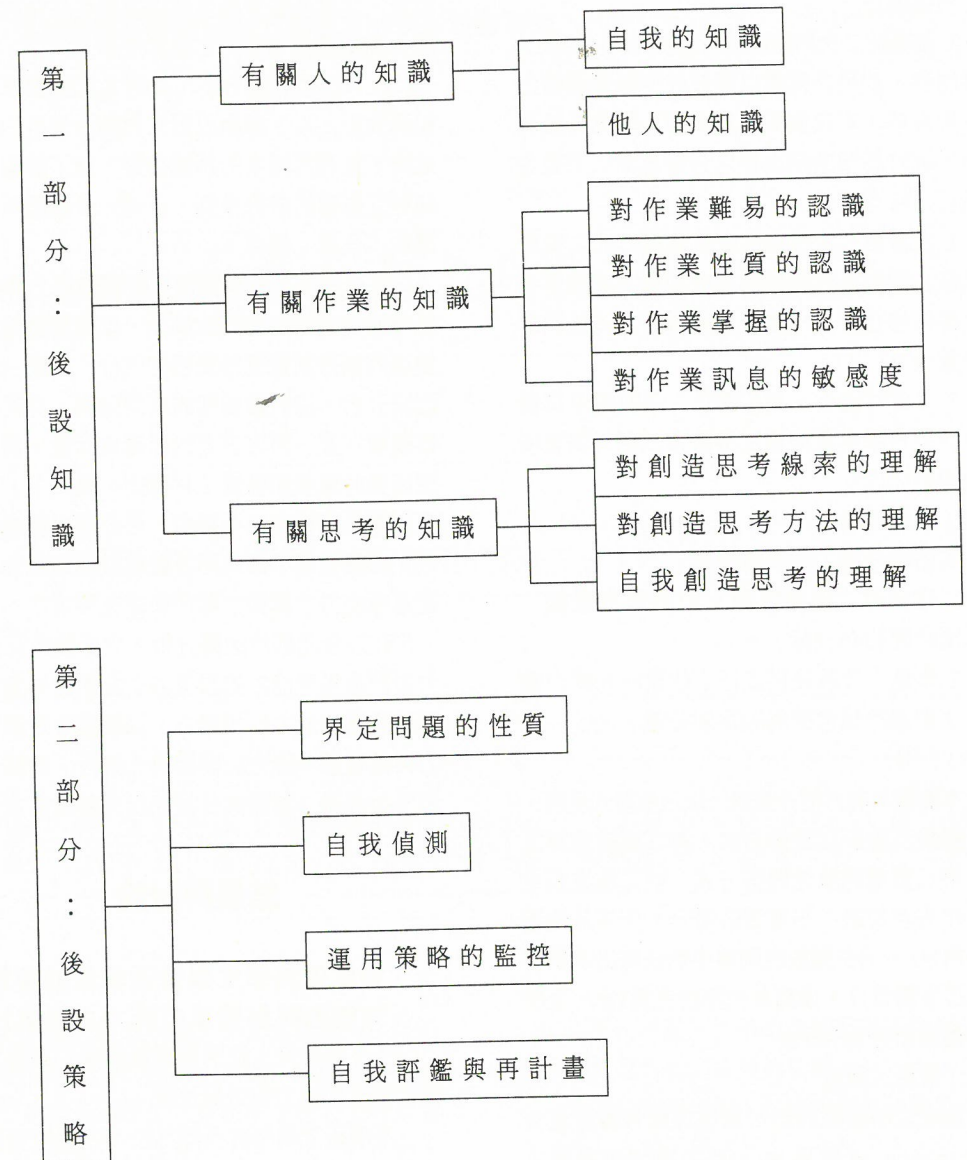 第一部分：後設知識
有關人的知識
自我的知識
他人的知識
有關作業的知識
對作業難易的認識
對作業性質的認識
對作業掌握的認識
對作業訊息的敏感度
有關思考的知識
對創造思考線索的理解
對創造思考方法的理解
自我創造思考的理解
第二部分：後設策略
界定問題的性質
自我偵測
運用策略的監控
自我評鑑與再計畫